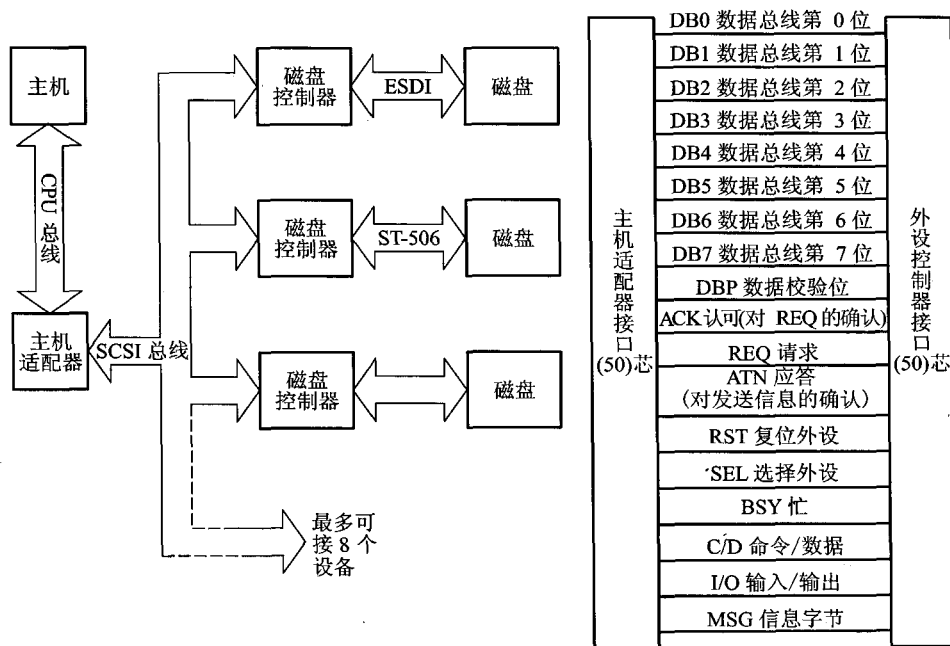 主机
CPU 总线
主机
适配器
SCSI 总线
磁盘
控制器
ESDI
磁盘
磁盘
控制器
ST-506
磁盘
磁盘
控制器
磁盘
最多可
接 8 个
设备
主机适配器接口
(50)芯
DB0 数据总线第 0 位
DB1 数据总线第 1 位
DB2 数据总线第 2 位
DB3 数据总线第 3 位
DB4 数据总线第 4 位
DB5 数据总线第 5 位
DB6 数据总线第 6 位
DB7 数据总线第 7 位
DBP 数据校验位
ACK 认可(对 REQ 的确认)
REQ 请求
ATN 应答
(对发送信息的确认)
RST 复位外设
SEL 选择外设
BSY 忙
C/D 命令/数据
I/O 输入/输出
MSG 信息字节
外设控制器接口
(50)芯